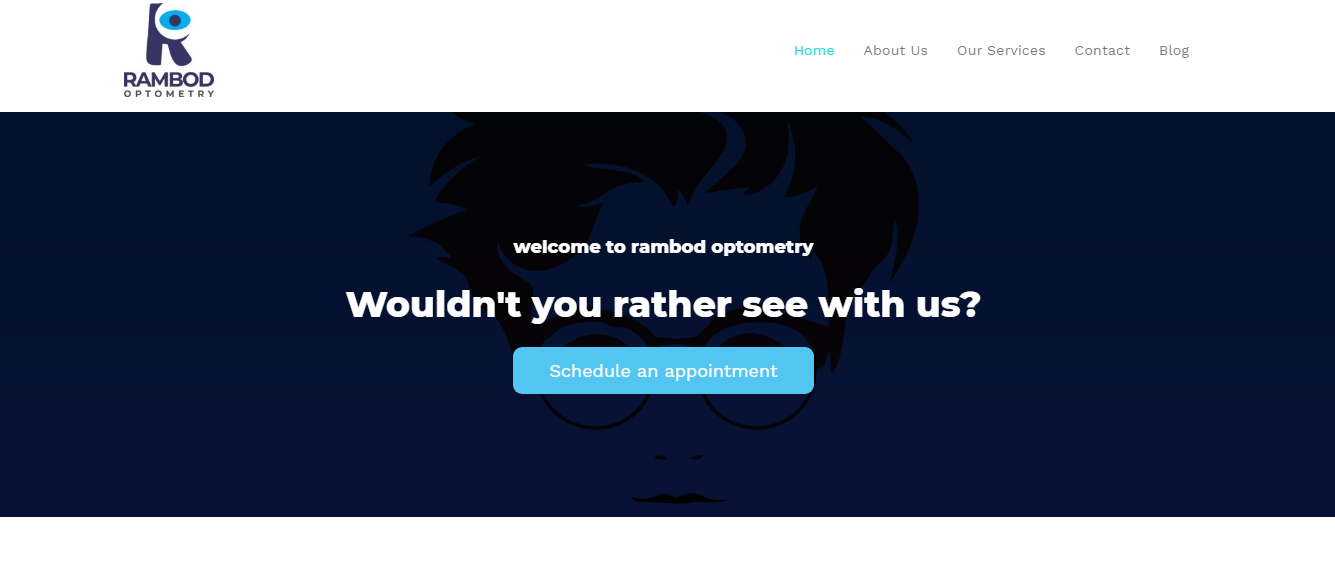 RAMBOD
OPTOMETRY
Home About Us Our Services Contact Blog
welcome to rambod optometry
Wouldn't you rather see with us?
Schedule an appointment